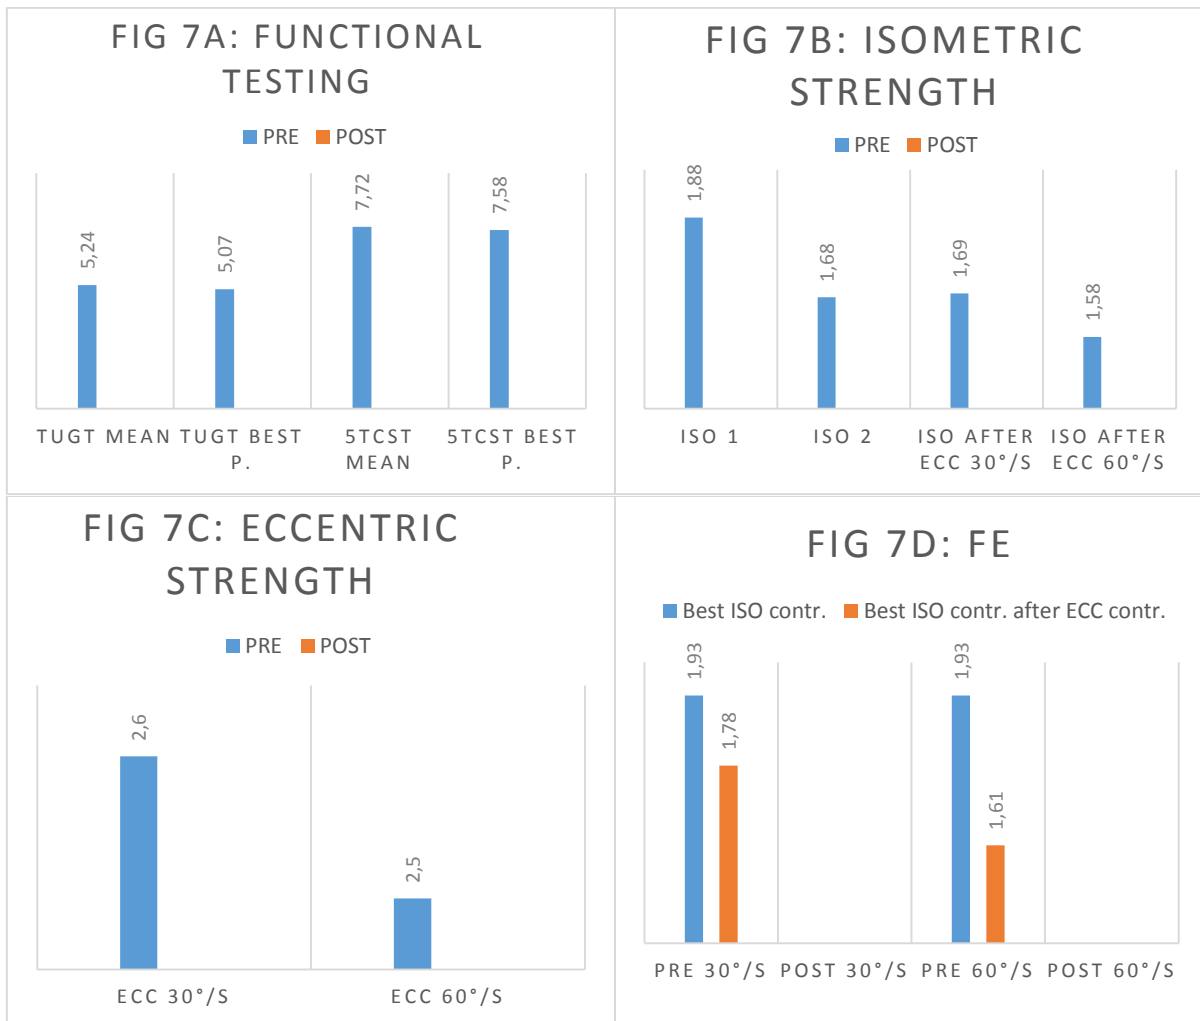 FIG 7A: FUNCTIONAL
TESTING
PRE POST
5,24
5,07
7,72
7,58
TUGT MEAN TUGT BEST P. 5TCST MEAN 5TCST BEST P.
FIG 7B: ISOMETRIC
STRENGTH
PRE POST
1,88
1,68
1,69
1,58
ISO 1 ISO 2 ISO AFTER ECC 30°/S ISO AFTER ECC 60°/S
FIG 7C: ECCENTRIC
STRENGTH
PRE POST
2,6
2,5
ECC 30°/S ECC 60°/S
FIG 7D: FE
Best ISO contr. Best ISO contr. after ECC contr.
1,93
1,78
1,93
1,61
PRE 30°/S POST 30°/S PRE 60°/S POST 60°/S